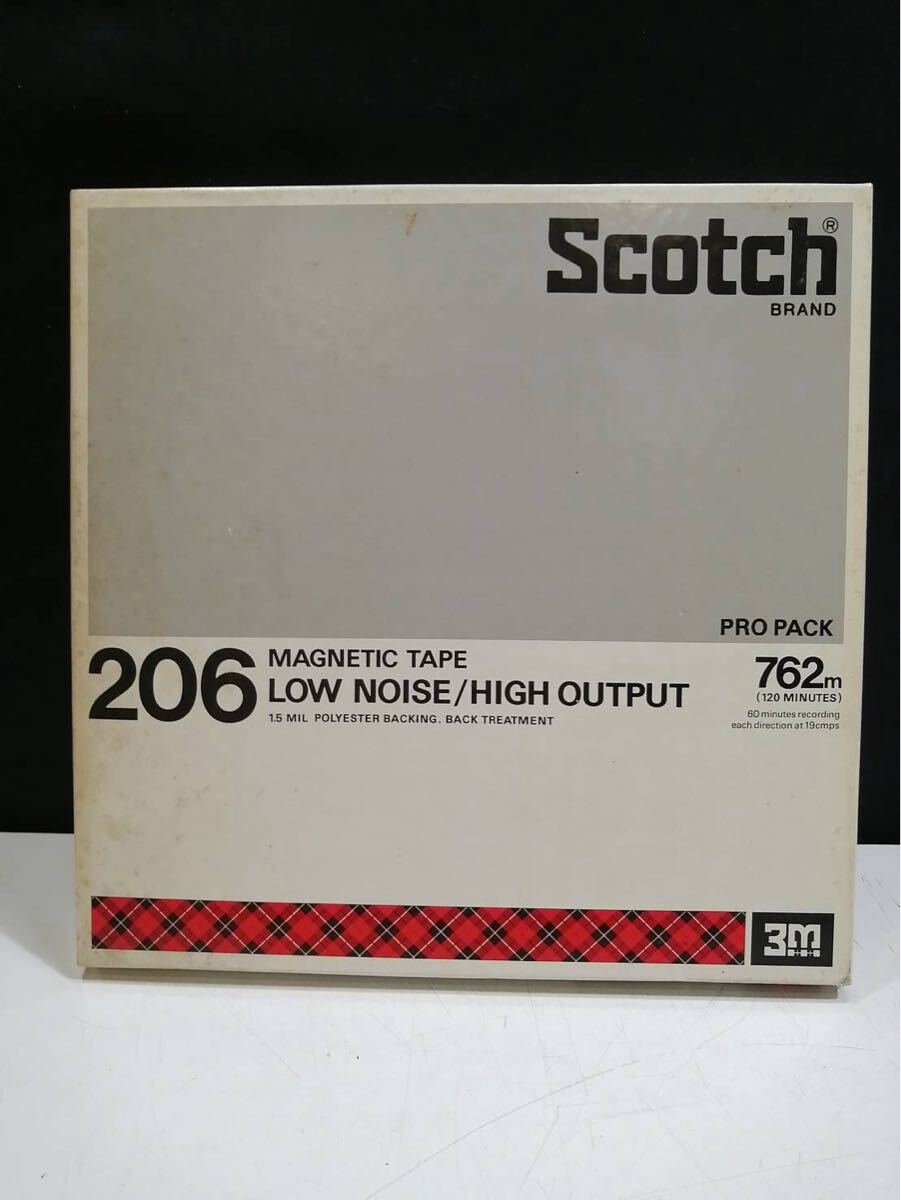 Scotch®
BRAND
PRO PACK
206
MAGNETIC TAPE
LOW NOISE/HIGH OUTPUT
1.5 MIL POLYESTER BACKING. BACK TREATMENT
762m
(120 MINUTES)
60 minutes recording
each direction at 19cmps
3M